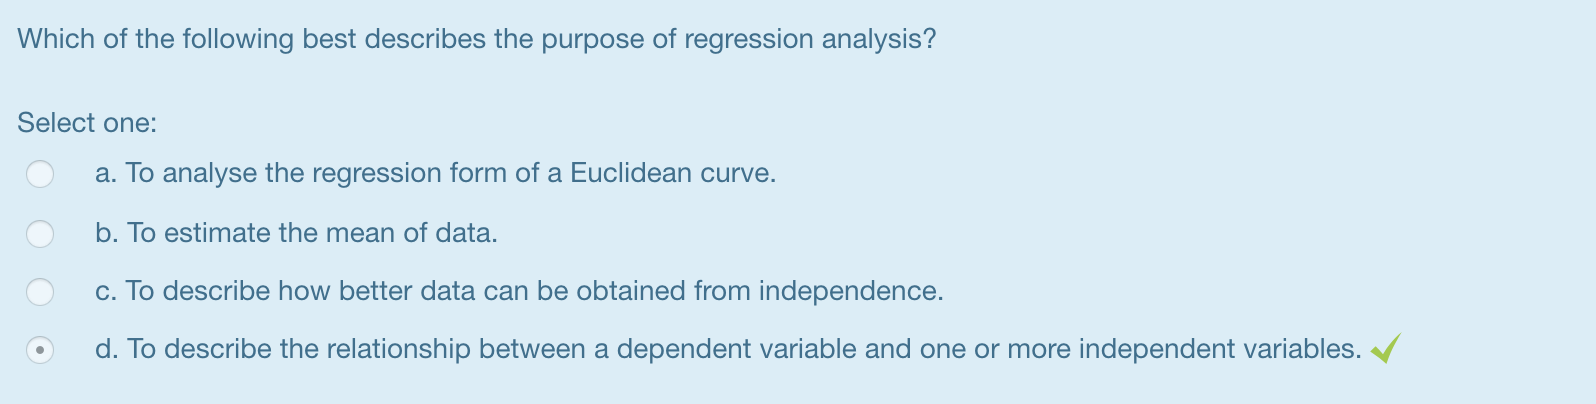 Which of the following best describes the purpose of regression analysis?
Select one:
a. To analyse the regression form of a Euclidean curve.
b. To estimate the mean of data.
c. To describe how better data can be obtained from independence.
d. To describe the relationship between a dependent variable and one or more independent variables.